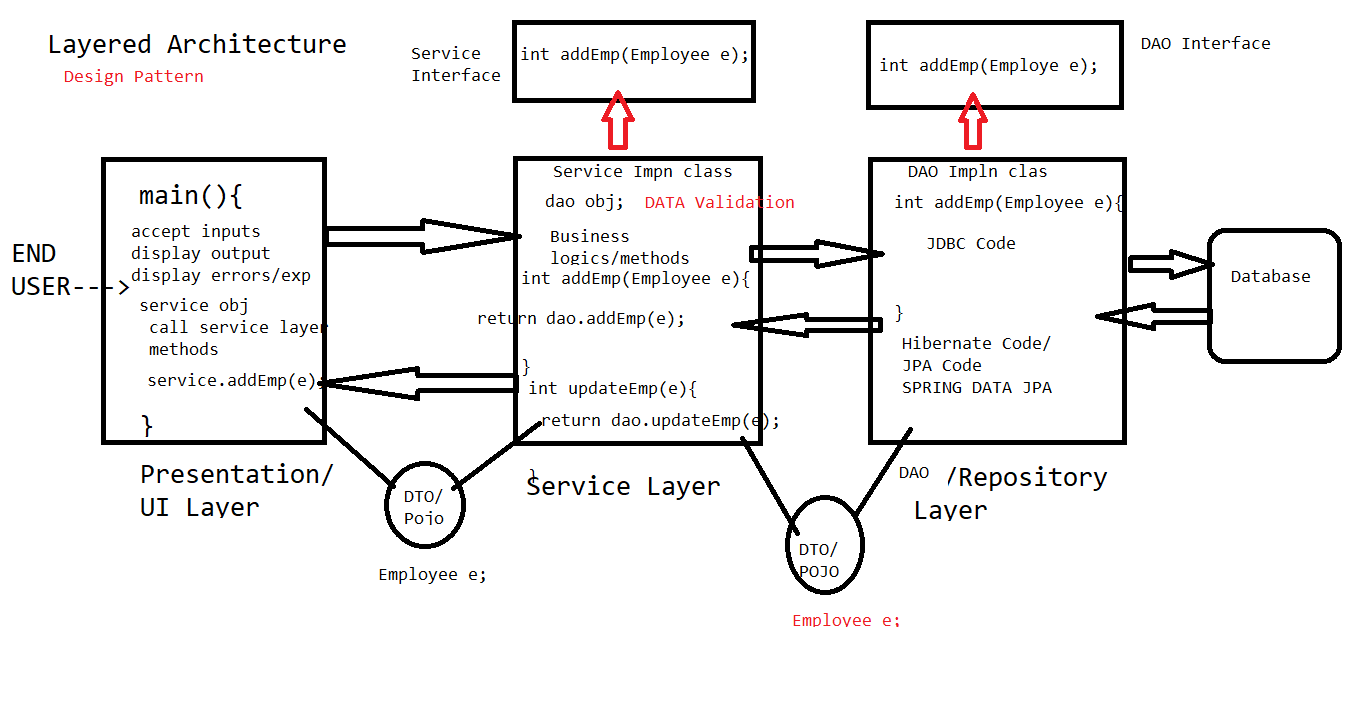 Layered Architecture
Design Pattern
Service
Interface
int addEmp(Employee e);
int addEmp(Employe e);
DAO Interface
END
USER--->
main(){
accept inputs
display output
display errors/exp
service obj
call service layer
methods
service.addEmp(e);
}
Presentation/
UI Layer
Service Impn class
dao obj; DATA Validation
Business
logics/methods
int addEmp(Employee e){
return dao.addEmp(e);
}
int updateEmp(e){
return dao.updateEmp(e);
}
Service Layer
DAO Impln clas
int addEmp(Employee e){
JDBC Code
}
Hibernate Code/
JPA Code
SPRING DATA JPA
DAO /Repository
Layer
Database
DTO/
Pojo
Employee e;
DTO/
POJO
Employee e;